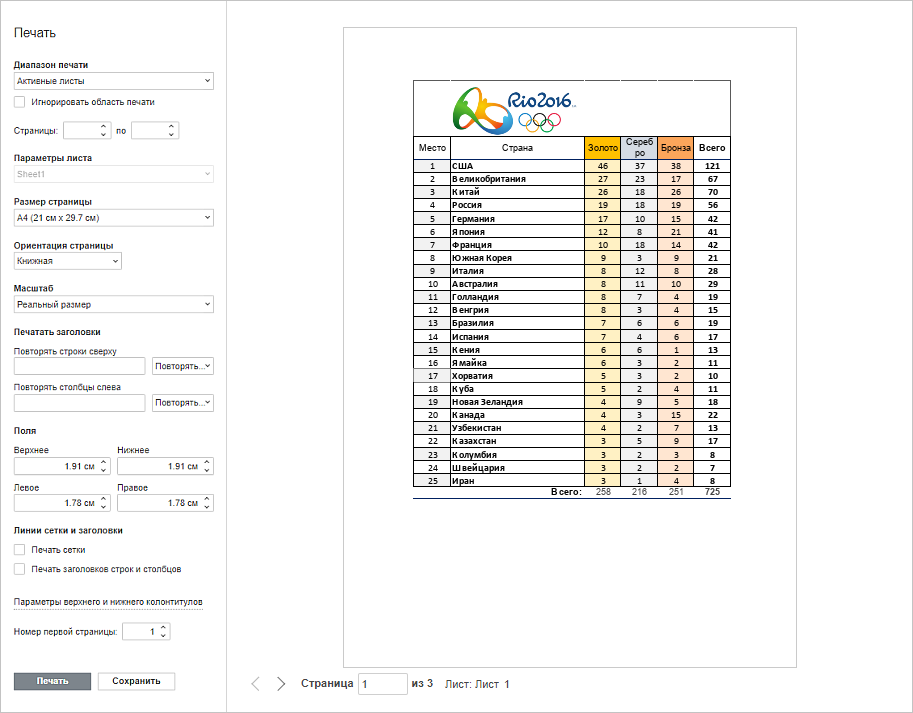 Печать
Диапазон печати
Активные листы
Игнорировать область печати
Страницы: по
Параметры листа
Sheet1
Размер страницы
A4 (21 см x 29.7 см)
Ориентация страницы
Книжная
Масштаб
Реальный размер
Печатать заголовки
Повторять строки сверху
Повторять...
Повторять столбцы слева
Повторять...
Поля
Верхнее Нижнее
1.91 см 1.91 см
Левое Правое
1.78 см 1.78 см
Линии сетки и заголовки
Печать сетки
Печать заголовков строк и столбцов
Параметры верхнего и нижнего колонтитулов
Номер первой страницы: 1
Печать Сохранить
Rio2016
Место Страна Золото Сереб
ро Бронза Всего
1 США 46 37 38 121
2 Великобритания 27 23 17 67
3 Китай 26 18 26 70
4 Россия 19 18 19 56
5 Германия 17 10 15 42
6 Япония 12 8 21 41
7 Франция 10 18 14 42
8 Южная Корея 9 3 9 21
9 Италия 8 12 8 28
10 Австралия 8 11 10 29
11 Голландия 8 7 4 19
12 Венгрия 8 3 4 15
13 Бразилия 7 6 6 19
14 Испания 7 4 6 17
15 Кения 6 6 1 13
16 Ямайка 6 3 2 11
17 Хорватия 5 3 2 10
18 Куба 5 2 4 11
19 Новая Зеландия 4 9 5 18
20 Канада 4 3 15 22
21 Узбекистан 4 2 7 13
22 Казахстан 3 5 9 17
23 Колумбия 3 2 3 8
24 Швейцария 3 2 2 7
25 Иран 3 1 4 8
Всего: 258 216 251 725
Страница 1 из 3 Лист: Лист 1